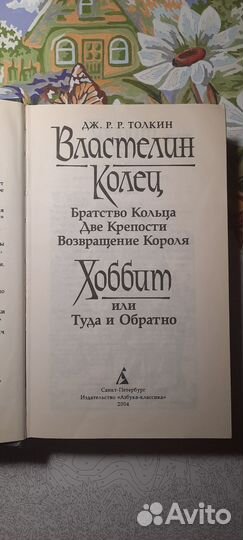 ДЖ. Р. Р. ТОЛКИН
Властелин
Колец
Братство Кольца
Две Крепости
Возвращение Короля
Хоббит
или
Туда и Обратно
Санкт-Петербург
Издательство «Азбука-классика»
2004
Avito